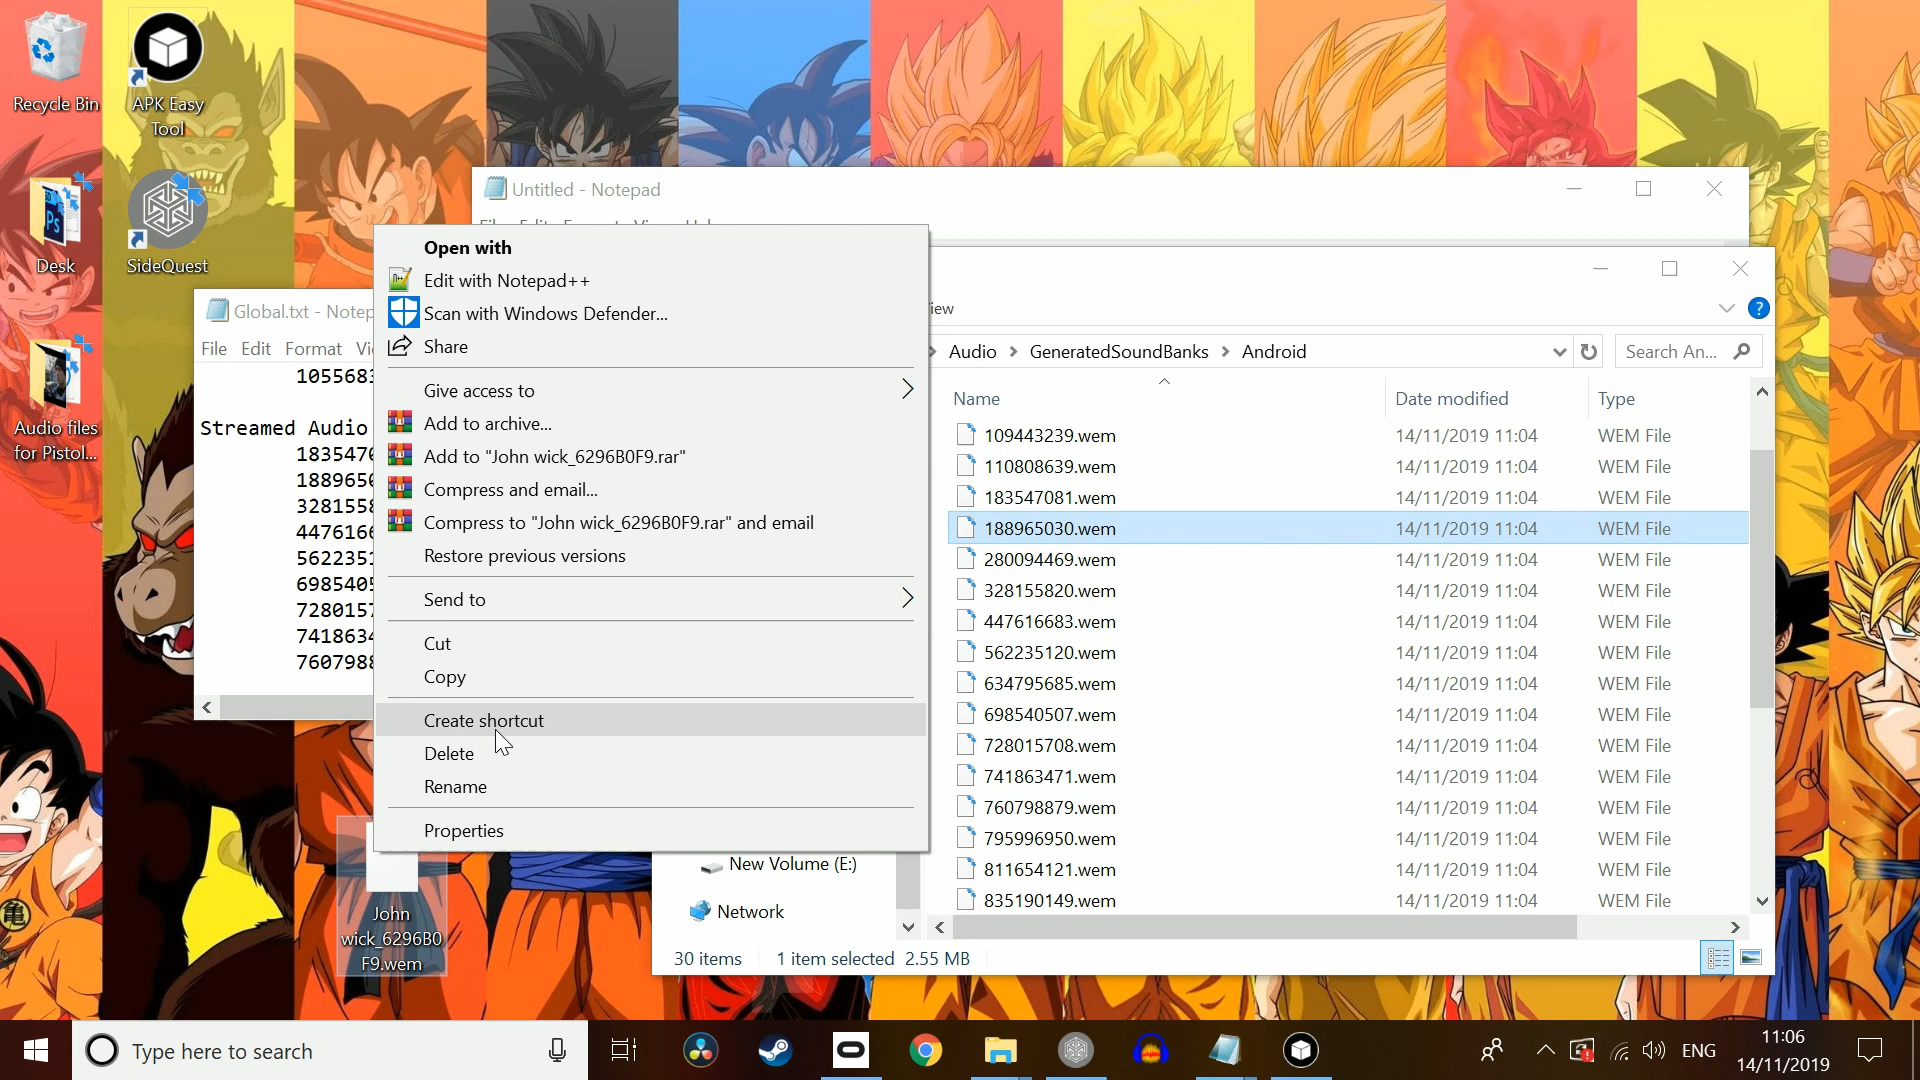 Recycle Bin
APK Easy
Tool
Desk
SideQuest
Audio files
for Pistol...
Untitled - Notepad
Global.txt - Notep
File Edit Format Vi
1055683
Streamed Audio
1835470
1889650
3281558
4476166
5622351
6985405
7280157
7418634
7607988
Open with
Edit with Notepad++
Scan with Windows Defender...
Share
Give access to
Add to archive...
Add to "John wick_6296B0F9.rar"
Compress and email...
Compress to "John wick_6296B0F9.rar" and email
Restore previous versions
Send to
Cut
Copy
Create shortcut
Delete
Rename
Properties
iew
?
Audio > GeneratedSoundBanks > Android
Search An...
Name Date modified Type
109443239.wem 14/11/2019 11:04 WEM File
110808639.wem 14/11/2019 11:04 WEM File
183547081.wem 14/11/2019 11:04 WEM File
188965030.wem 14/11/2019 11:04 WEM File
280094469.wem 14/11/2019 11:04 WEM File
328155820.wem 14/11/2019 11:04 WEM File
447616683.wem 14/11/2019 11:04 WEM File
562235120.wem 14/11/2019 11:04 WEM File
634795685.wem 14/11/2019 11:04 WEM File
698540507.wem 14/11/2019 11:04 WEM File
728015708.wem 14/11/2019 11:04 WEM File
741863471.wem 14/11/2019 11:04 WEM File
760798879.wem 14/11/2019 11:04 WEM File
795996950.wem 14/11/2019 11:04 WEM File
811654121.wem 14/11/2019 11:04 WEM File
835190149.wem 14/11/2019 11:04 WEM File
New Volume (E:)
Network
30 items 1 item selected 2.55 MB
John
wick_6296B0
F9.wem
Type here to search
ENG
11:06
14/11/2019